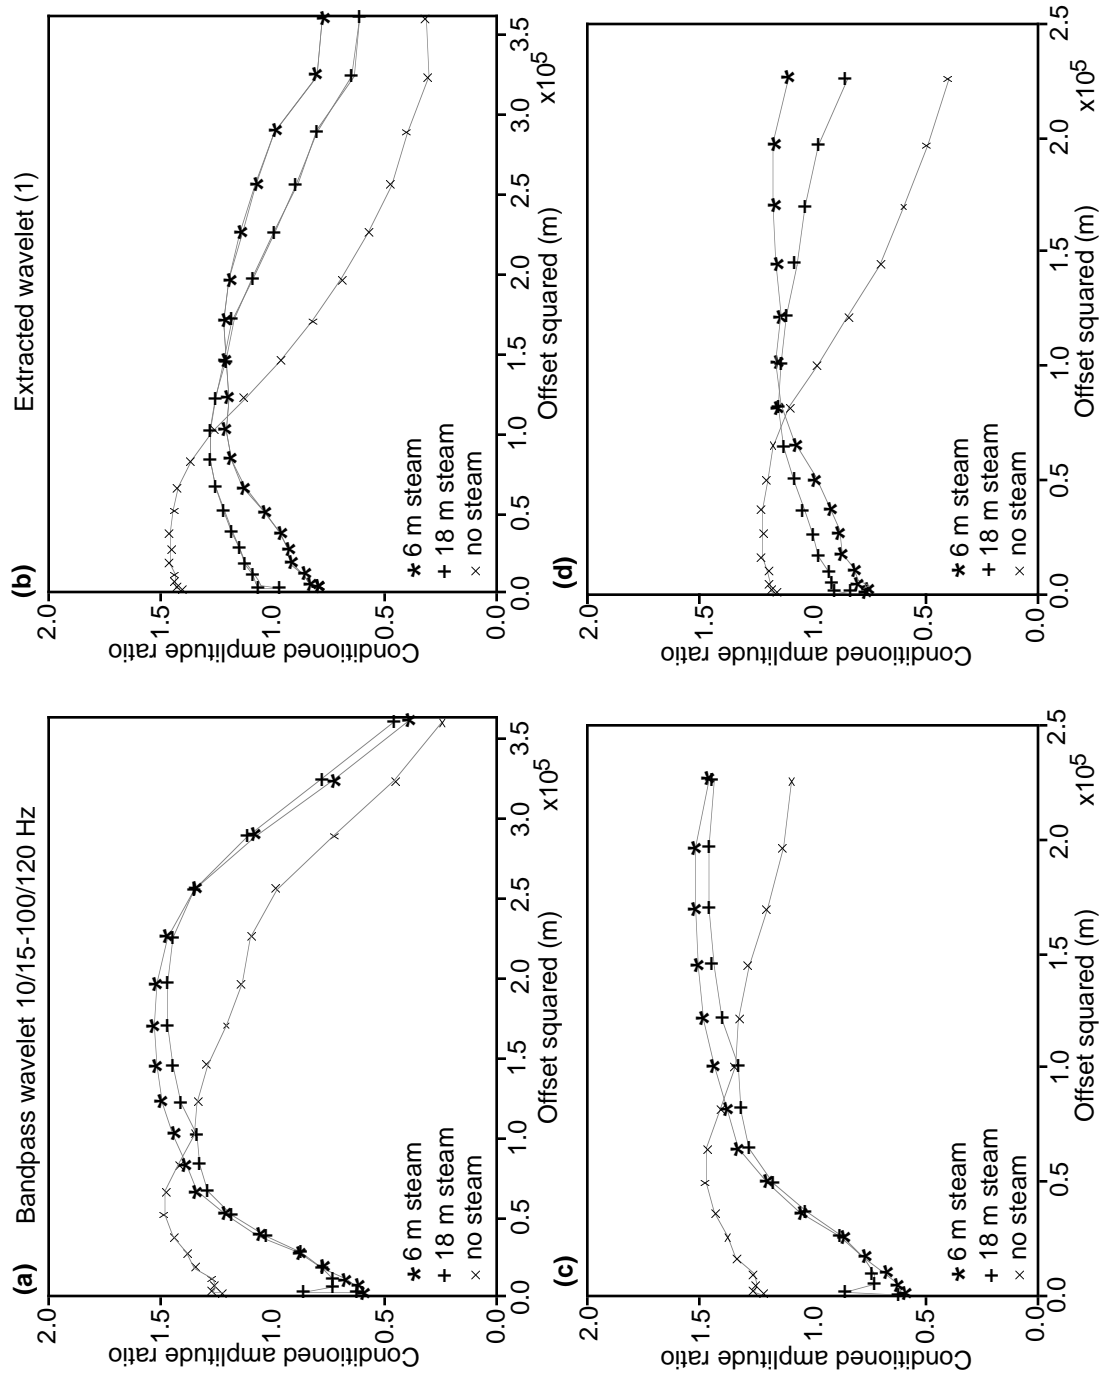 Bandpass wavelet 10/15-100/120 Hz
Extracted wavelet (1)
(a)
2.0
1.5
1.0
0.5
0.0
Conditioned amplitude ratio
6 m steam
18 m steam
no steam
0.0 0.5 1.0 1.5 2.0 2.5 3.0 3.5
x10^5
Offset squared (m)
(b)
2.0
1.5
1.0
0.5
0.0
Conditioned amplitude ratio
6 m steam
18 m steam
no steam
0.0 0.5 1.0 1.5 2.0 2.5 3.0 3.5
x10^5
Offset squared (m)
(c)
1.5
1.0
0.5
0.0
Conditioned amplitude ratio
6 m steam
18 m steam
no steam
0.0 0.5 1.0 1.5 2.0 2.5
x10^5
Offset squared (m)
(d)
1.5
1.0
0.5
0.0
Conditioned amplitude ratio
6 m steam
18 m steam
no steam
0.0 0.5 1.0 1.5 2.0 2.5
x10^5
Offset squared (m)